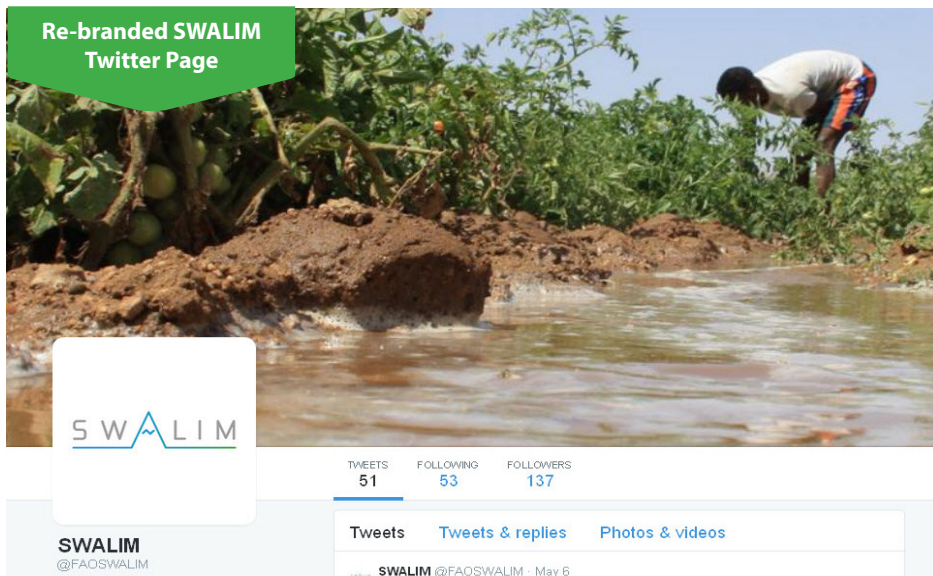 Re-branded SWALIM
Twitter Page
SWALIM
TWEETS FOLLOWING FOLLOWERS
51 53 137
Tweets Tweets & replies Photos & videos
SWALIM
@FAOSWALIM
SWALIM @FAOSWALIM · May 6